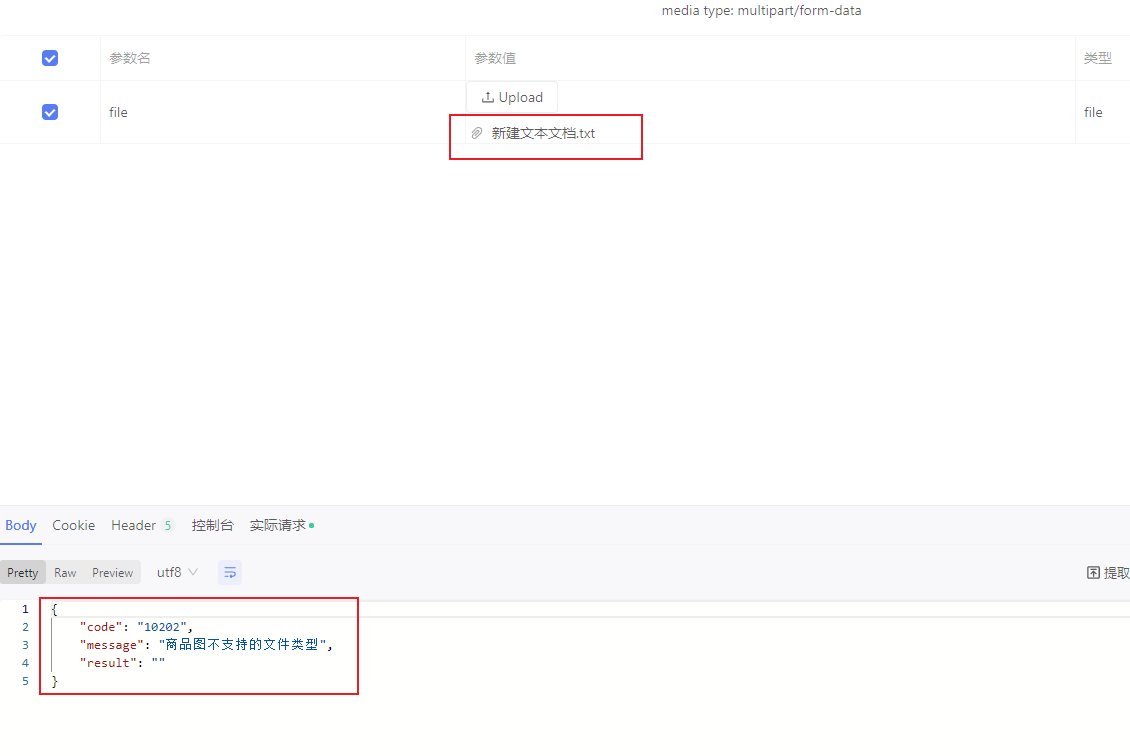 media type: multipart/form-data
参数名 参数值 类型
Upload
file file
新建文本文档.txt
Body Cookie Header 5 控制台 实际请求
Pretty Raw Preview utf8 提取
1 {
2 "code": "10202",
3 "message": "商品图不支持的文件类型",
4 "result": ""
5 }